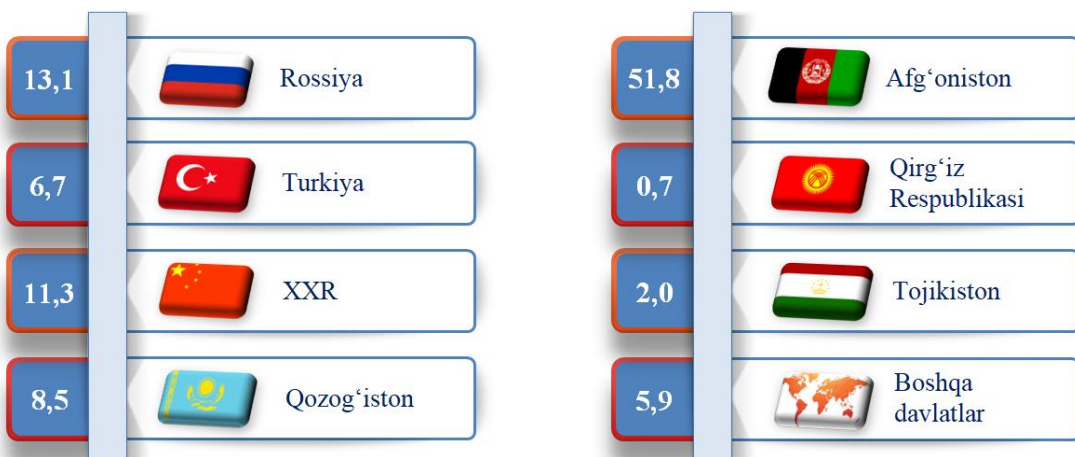 13,1
Rossiya
6,7
Turkiya
11,3
XXR
8,5
Qozog‘iston
51,8
Afg‘oniston
0,7
Qirg‘iz
Respublikasi
2,0
Tojikiston
5,9
Boshqa
davlatlar